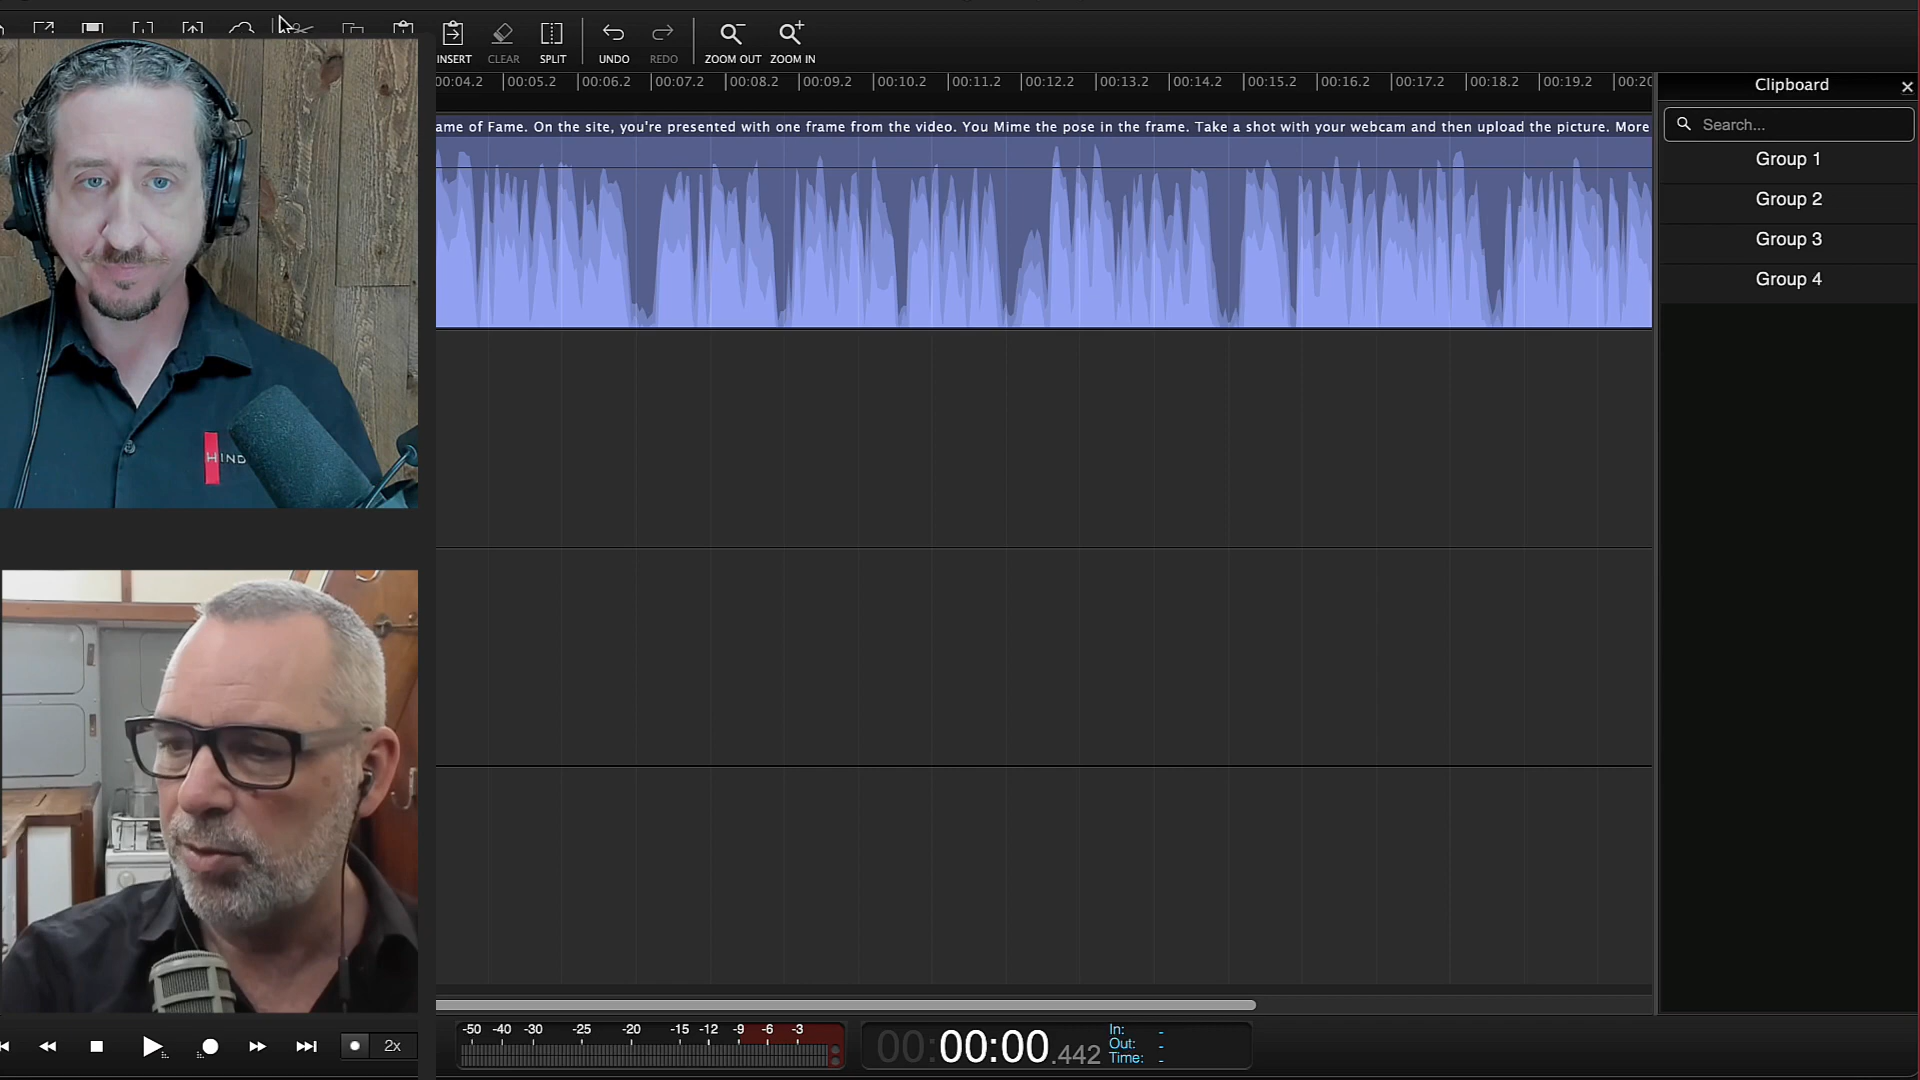 INSERT
CLEAR
SPLIT
UNDO
REDO
ZOOM OUT
ZOOM IN
00:04.2
00:05.2
00:06.2
00:07.2
00:08.2
00:09.2
00:10.2
00:11.2
00:12.2
00:13.2
00:14.2
00:15.2
00:16.2
00:17.2
00:18.2
00:19.2
00:20
Clipboard
Search...
ame of Fame. On the site, you're presented with one frame from the video. You Mime the pose in the frame. Take a shot with your webcam and then upload the picture. More
Group 1
Group 2
Group 3
Group 4
HIND
2x
-50 -40 -30 -25 -20 -15 -12 -9 -6 -3
00:00:00.442
In: -
Out: -
Time: -